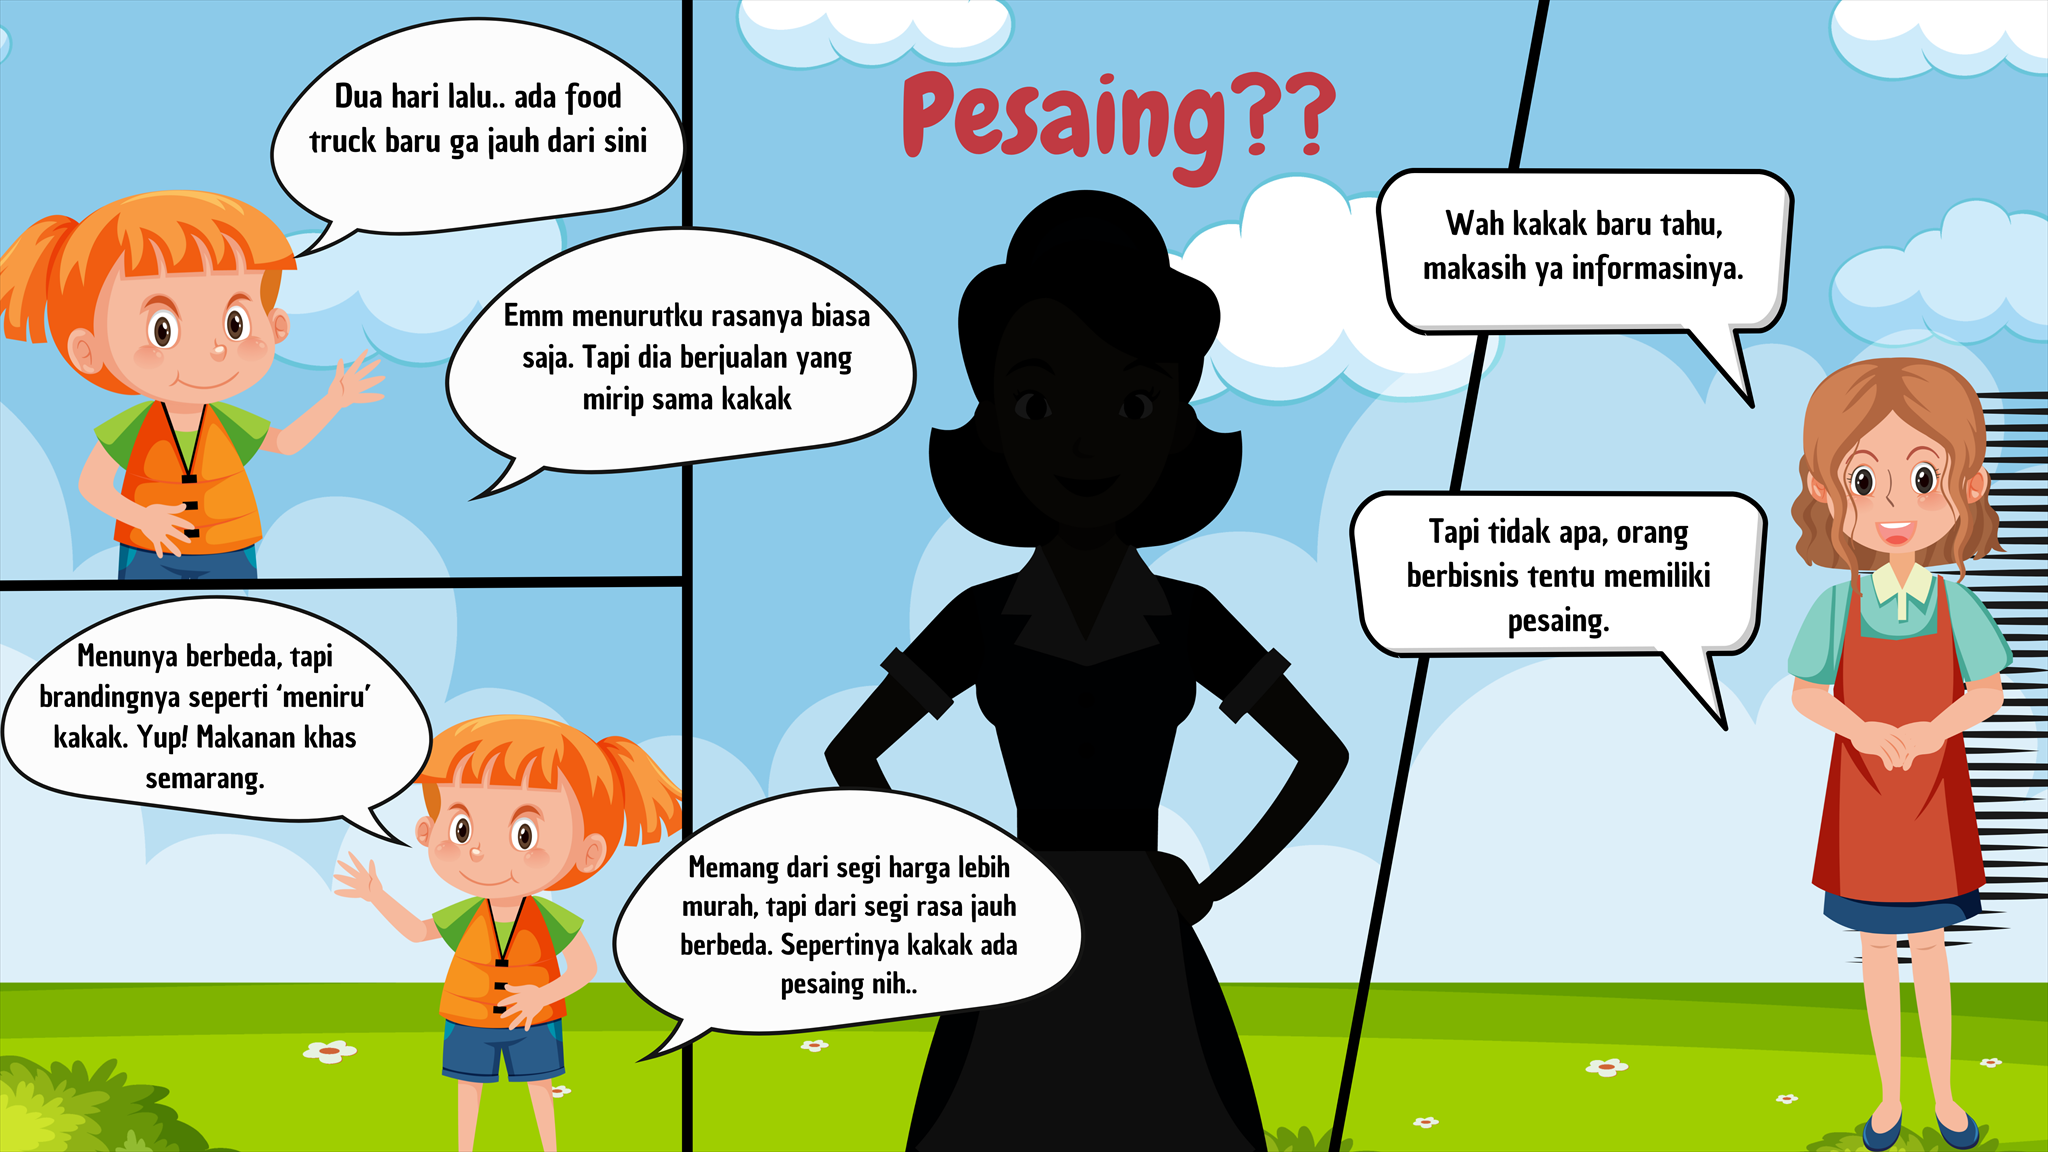 Dua hari lalu.. ada food
truck baru ga jauh dari sini
Emm menurutku rasanya biasa
saja. Tapi dia berjualan yang
mirip sama kakak
Menunya berbeda, tapi
brandingnya seperti ‘meniru’
kakak. Yup! Makanan khas
semarang.
Memang dari segi harga lebih
murah, tapi dari segi rasa jauh
berbeda. Sepertinya kakak ada
pesaing nih..
Pesaing??
Wah kakak baru tahu,
makasih ya informasinya.
Tapi tidak apa, orang
berbisnis tentu memiliki
pesaing.